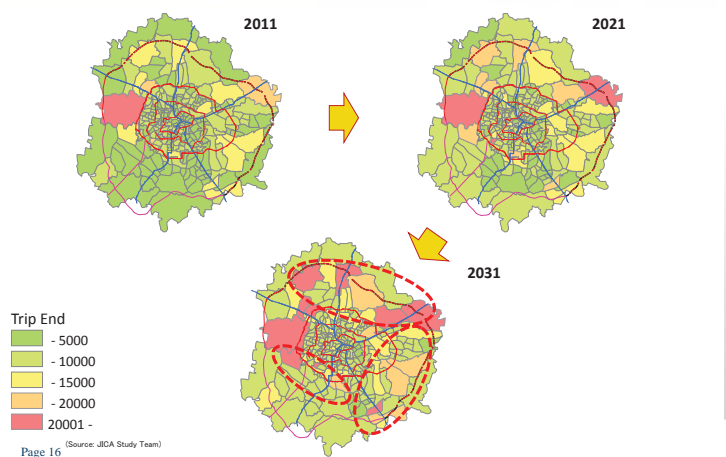 2011
2021
2031
Trip End
- 5000
- 10000
- 15000
- 20000
20001 -
Page 16
(Source: JICA Study Team)